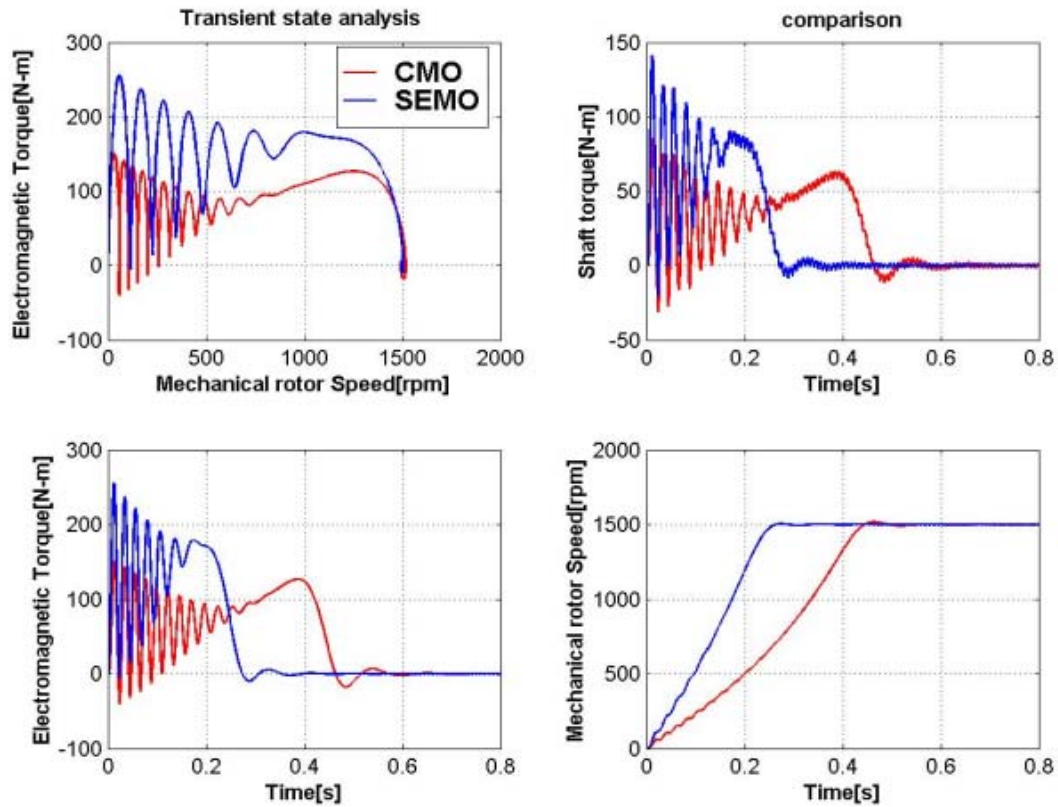 Transient state analysis
comparison
Electromagnetic Torque[N-m]
300
200
100
0
-100
CMO
SEMO
0 500 1000 1500 2000
Mechanical rotor Speed[rpm]
Shaft torque[N-m]
150
100
50
0
-50
0 0.2 0.4 0.6 0.8
Time[s]
Electromagnetic Torque[N-m]
300
200
100
0
-100
0 0.2 0.4 0.6 0.8
Time[s]
Mechanical rotor Speed[rpm]
2000
1500
1000
500
0
0 0.2 0.4 0.6 0.8
Time[s]